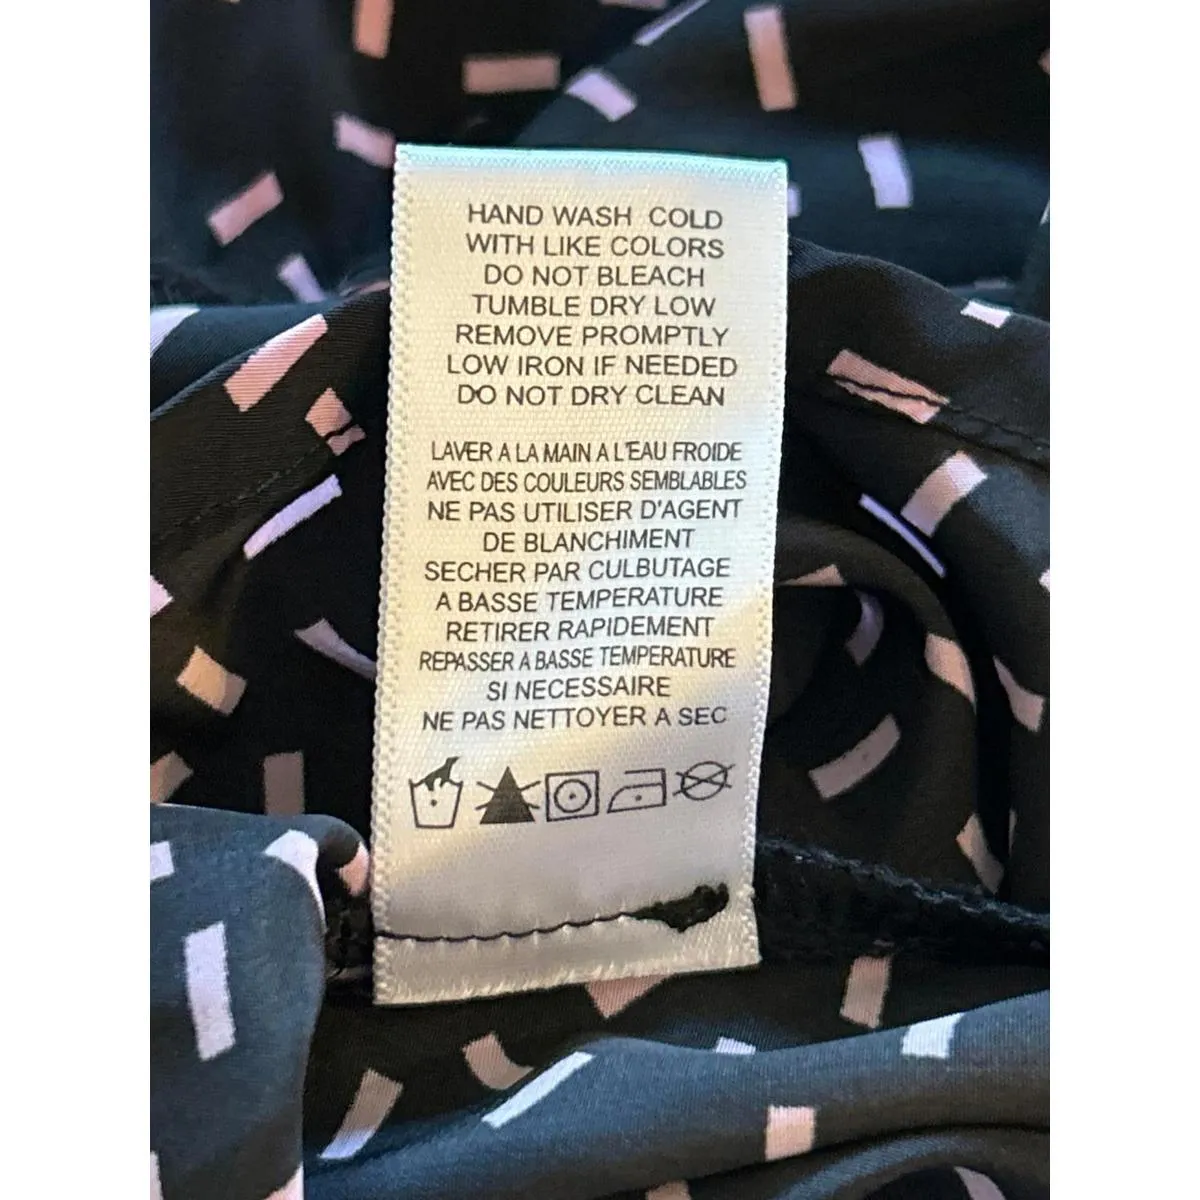 HAND WASH COLD
WITH LIKE COLORS
DO NOT BLEACH
TUMBLE DRY LOW
REMOVE PROMPTLY
LOW IRON IF NEEDED
DO NOT DRY CLEAN
LAVER A LA MAIN A L'EAU FROIDE
AVEC DES COULEURS SEMBLABLES
NE PAS UTILISER D'AGENT
DE BLANCHIMENT
SECHER PAR CULBUTAGE
A BASSE TEMPERATURE
RETIRER RAPIDEMENT
REPASSER A BASSE TEMPERATURE
SI NECESSAIRE
NE PAS NETTOYER A SEC